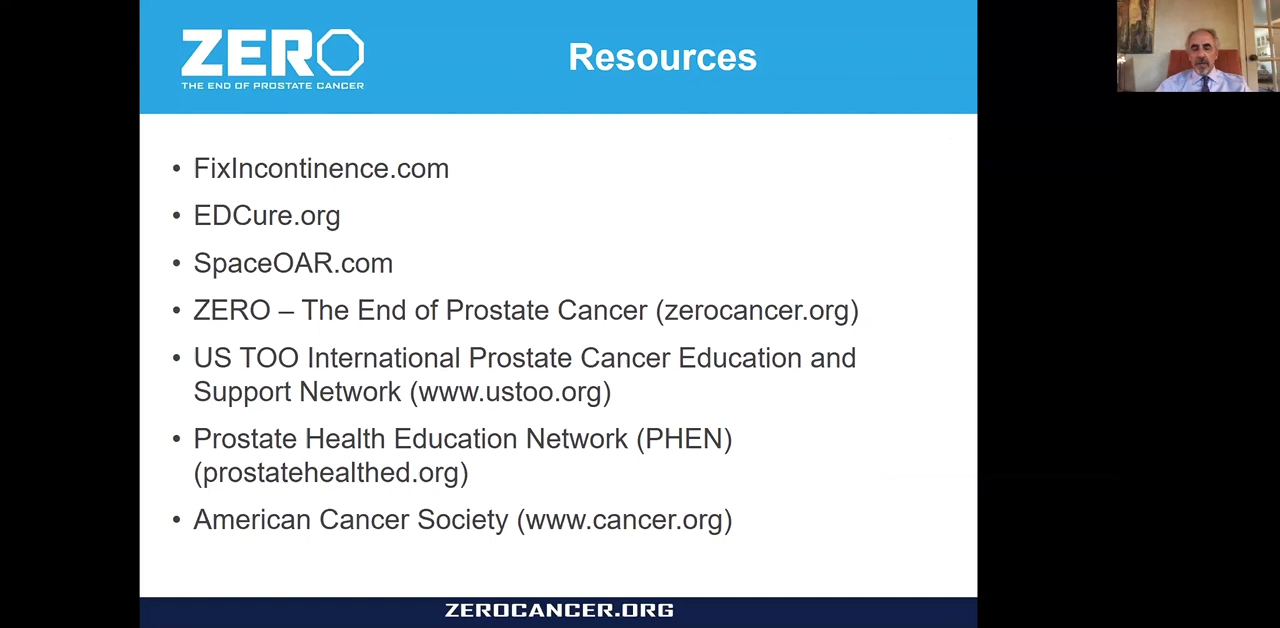 ZERO
THE END OF PROSTATE CANCER
Resources
• FixIncontinence.com
• EDCure.org
• SpaceOAR.com
• ZERO – The End of Prostate Cancer (zerocancer.org)
• US TOO International Prostate Cancer Education and
Support Network (www.ustoo.org)
• Prostate Health Education Network (PHEN)
(prostatehealthed.org)
• American Cancer Society (www.cancer.org)
ZEROCANCER.ORG